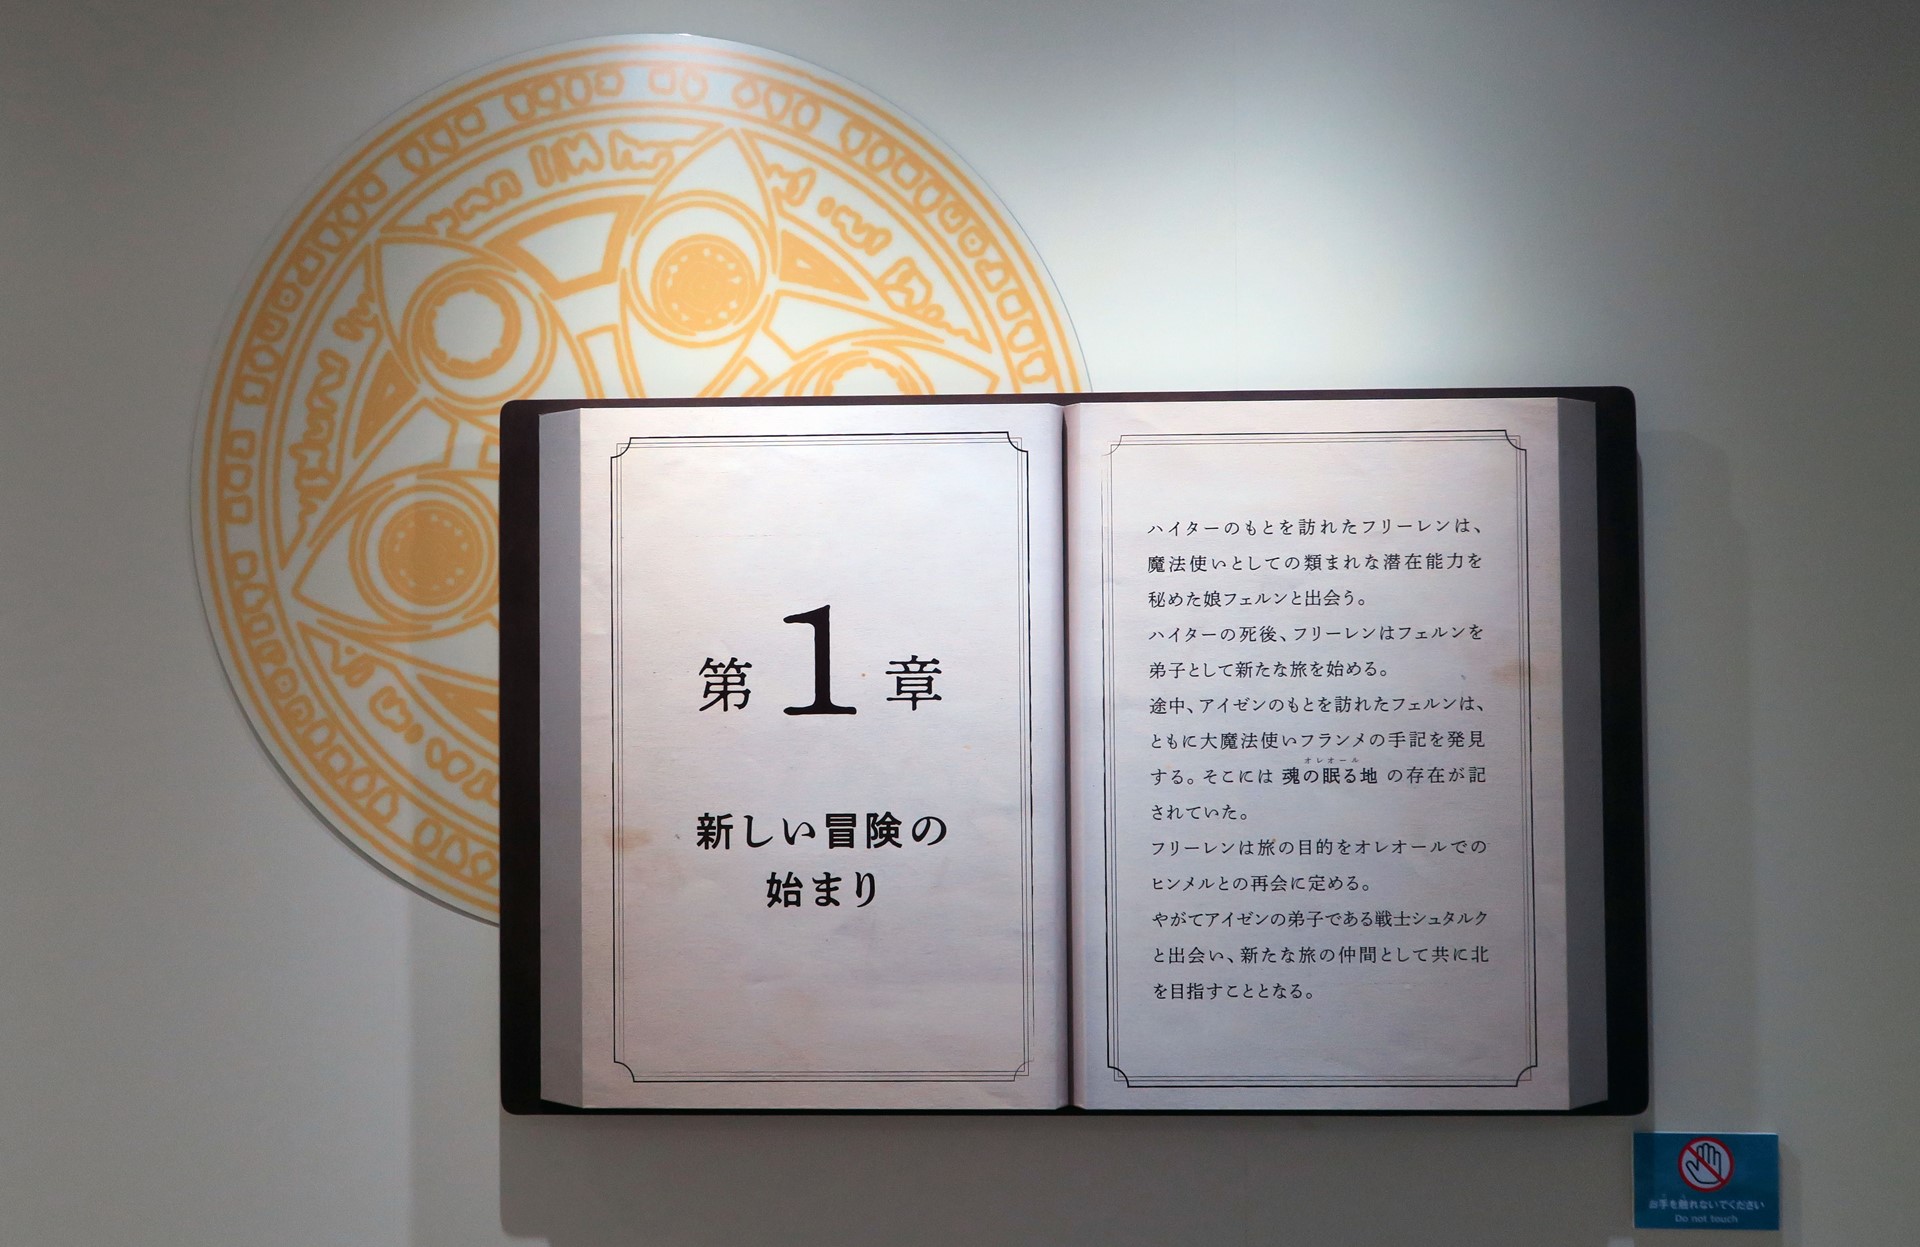 第1章
新しい冒険の
始まり
ハイターのもとを訪れたフリーレンは、
魔法使いとしての類まれな潜在能力を
秘めた娘フェルンと出会う。
ハイターの死後、フリーレンはフェルンを
弟子として新たな旅を始める。
途中、アイゼンのもとを訪れたフェルンは、
ともに大魔法使いフランメの手記を発見
オレオール
する。そこには 魂の眠る地 の存在が記
されていた。
フリーレンは旅の目的をオレオールでの
ヒンメルとの再会に定める。
やがてアイゼンの弟子である戦士シュタルク
と出会い、新たな旅の仲間として共に北
を目指すこととなる。
お手を触れないでください
Do not touch